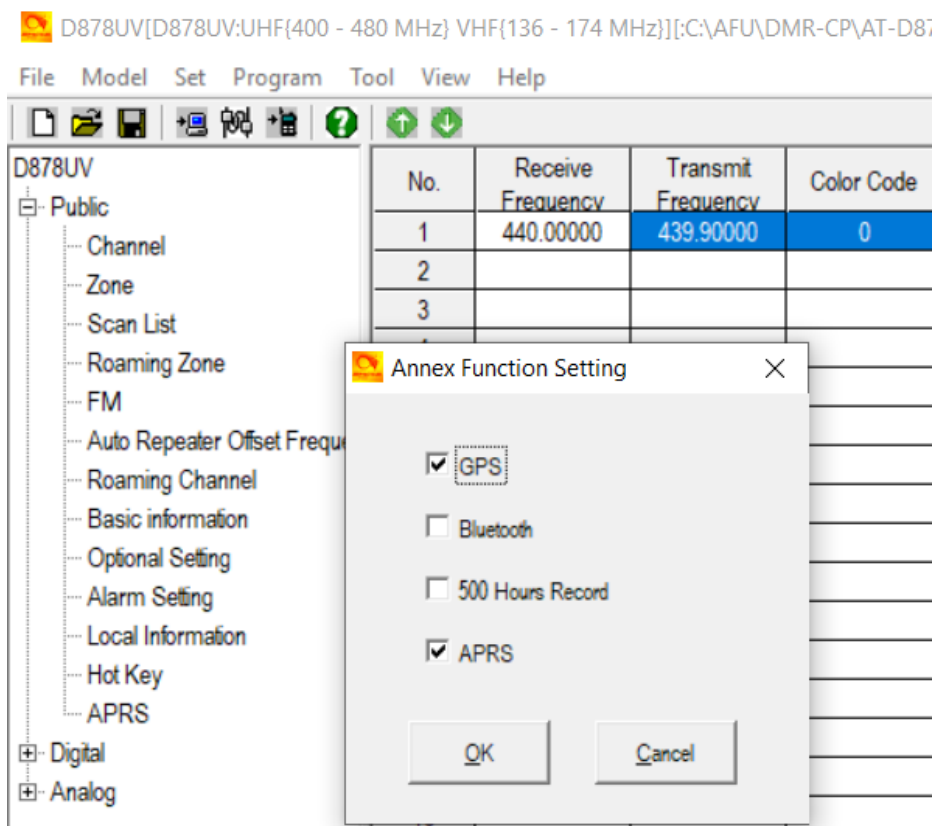 D878UV[D878UV:UHF{400 - 480 MHz} VHF{136 - 174 MHz}][:C:\AFU\DMR-CP\AT-D87
File Model Set Program Tool View Help
D878UV
Public
Channel
Zone
Scan List
Roaming Zone
FM
Auto Repeater Offset Freque
Roaming Channel
Basic information
Optional Setting
Alarm Setting
Local Information
Hot Key
APRS
Digital
Analog
No. Receive Frequency Transmit Frequency Color Code
1 440.00000 439.90000 0
2
3
Annex Function Setting
GPS
Bluetooth
500 Hours Record
APRS
OK Cancel